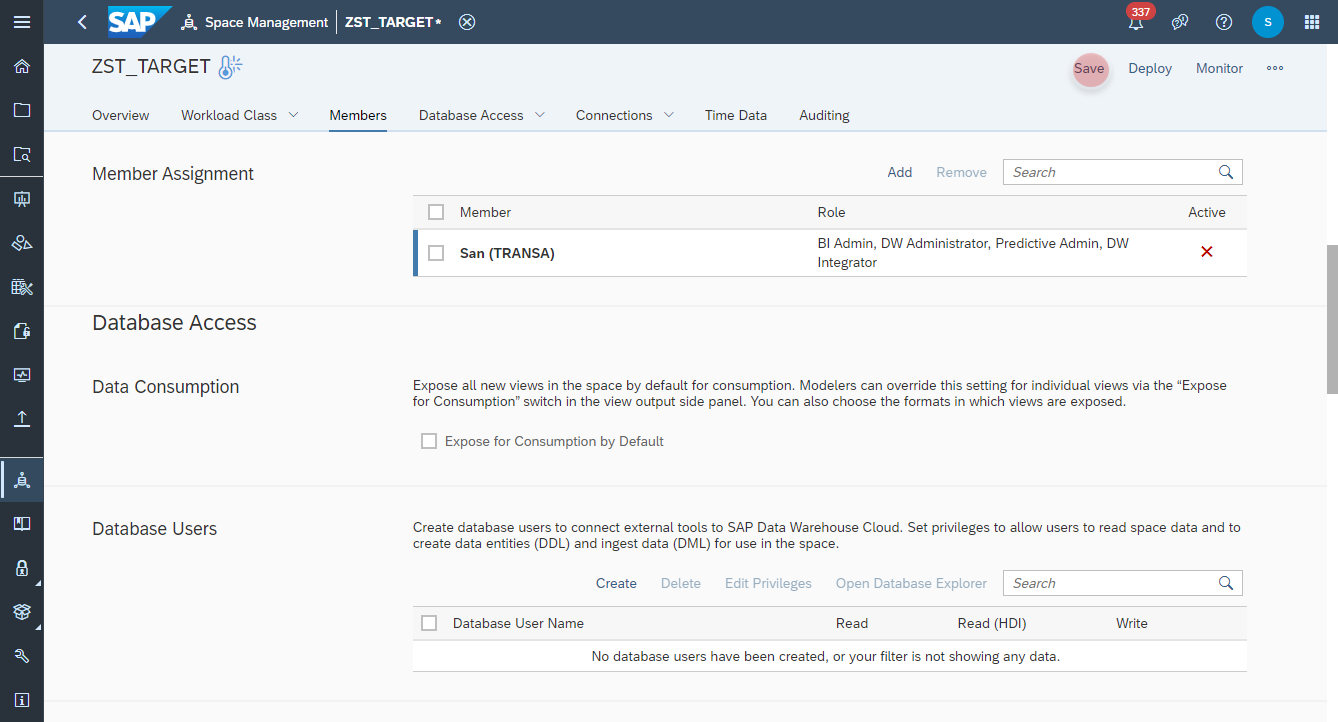 SAP Space Management ZST_TARGET* 337 S
ZST_TARGET Save Deploy Monitor
Overview Workload Class Members Database Access Connections Time Data Auditing
Member Assignment Add Remove Search
Member Role Active
San (TRANSA) BI Admin, DW Administrator, Predictive Admin, DW
Integrator
Database Access
Data Consumption Expose all new views in the space by default for consumption. Modelers can override this setting for individual views via the “Expose
for Consumption” switch in the view output side panel. You can also choose the formats in which views are exposed.
Expose for Consumption by Default
Database Users Create database users to connect external tools to SAP Data Warehouse Cloud. Set privileges to allow users to read space data and to
create data entities (DDL) and ingest data (DML) for use in the space.
Create Delete Edit Privileges Open Database Explorer Search
Database User Name Read Read (HDI) Write
No database users have been created, or your filter is not showing any data.